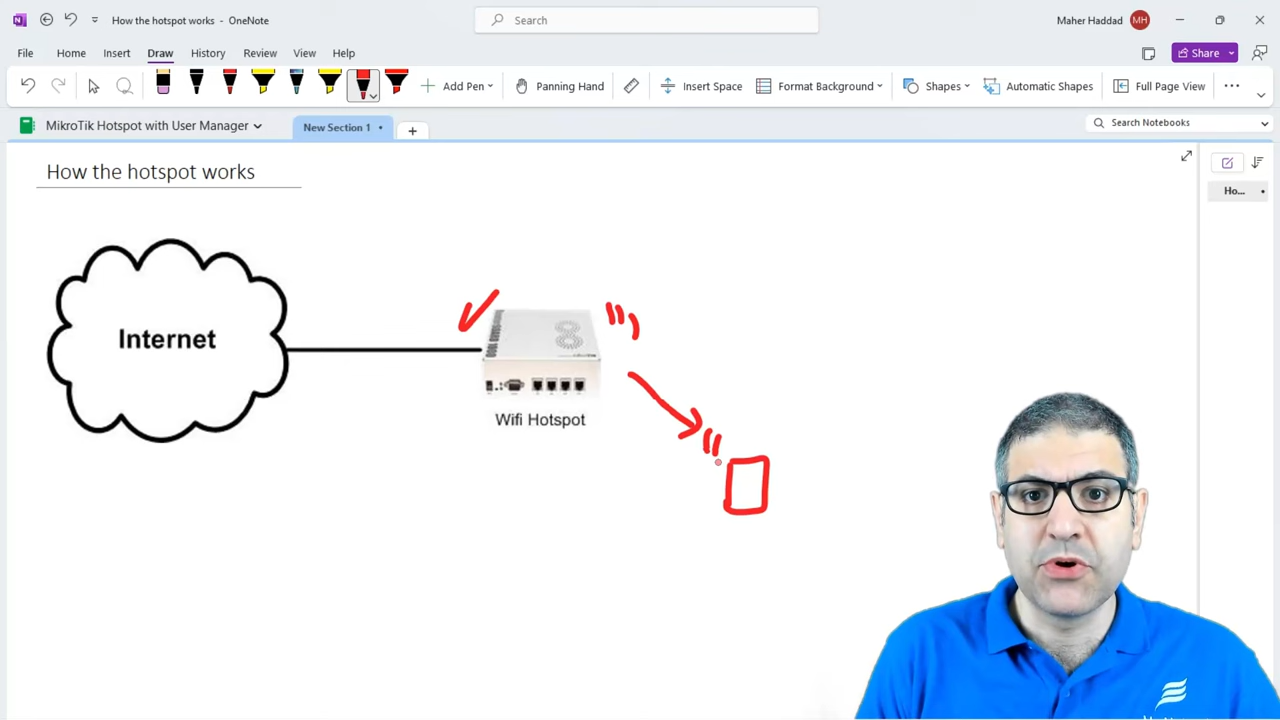 How the hotspot works - OneNote
Search
Maher Haddad
MH
File Home Insert Draw History Review View Help
Share
Add Pen
Panning Hand
Insert Space
Format Background
Shapes
Automatic Shapes
Full Page View
MikroTik Hotspot with User Manager
New Section 1
Search Notebooks
How the hotspot works
Ho...
Internet
Wifi Hotspot